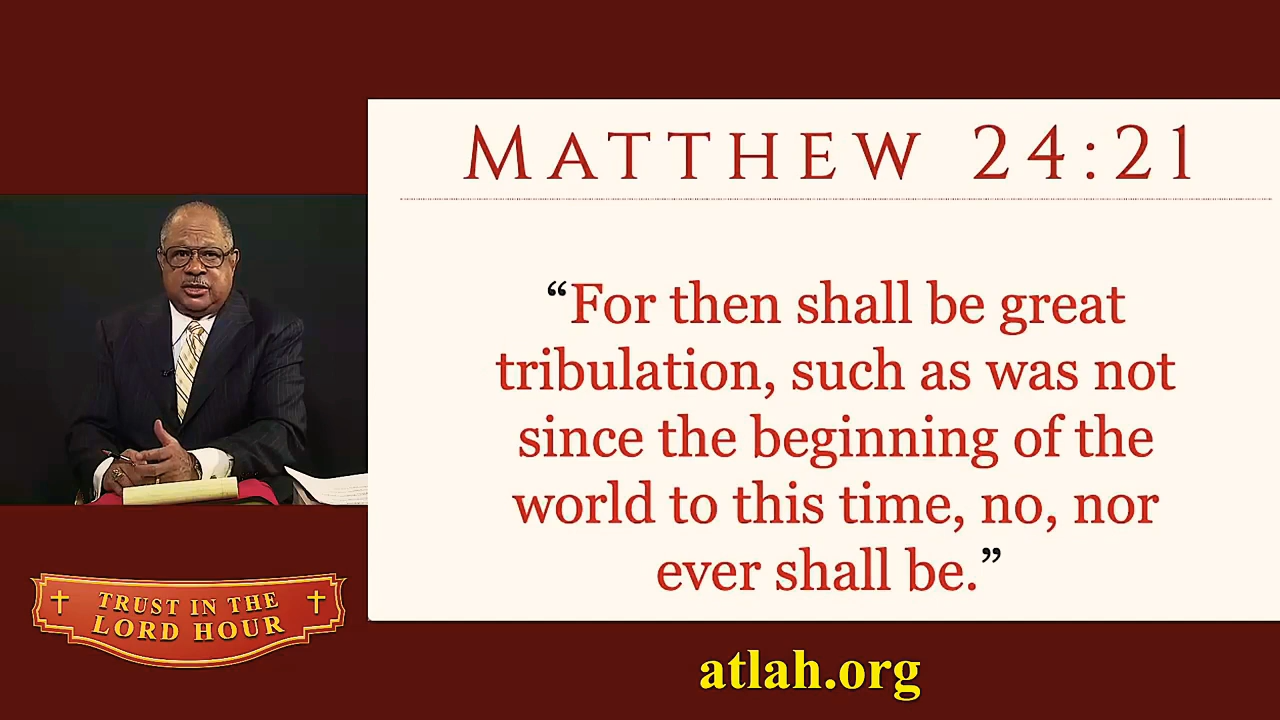 MATTHEW 24:21
“For then shall be great
tribulation, such as was not
since the beginning of the
world to this time, no, nor
ever shall be.”
TRUST IN THE
LORD HOUR
atlah.org